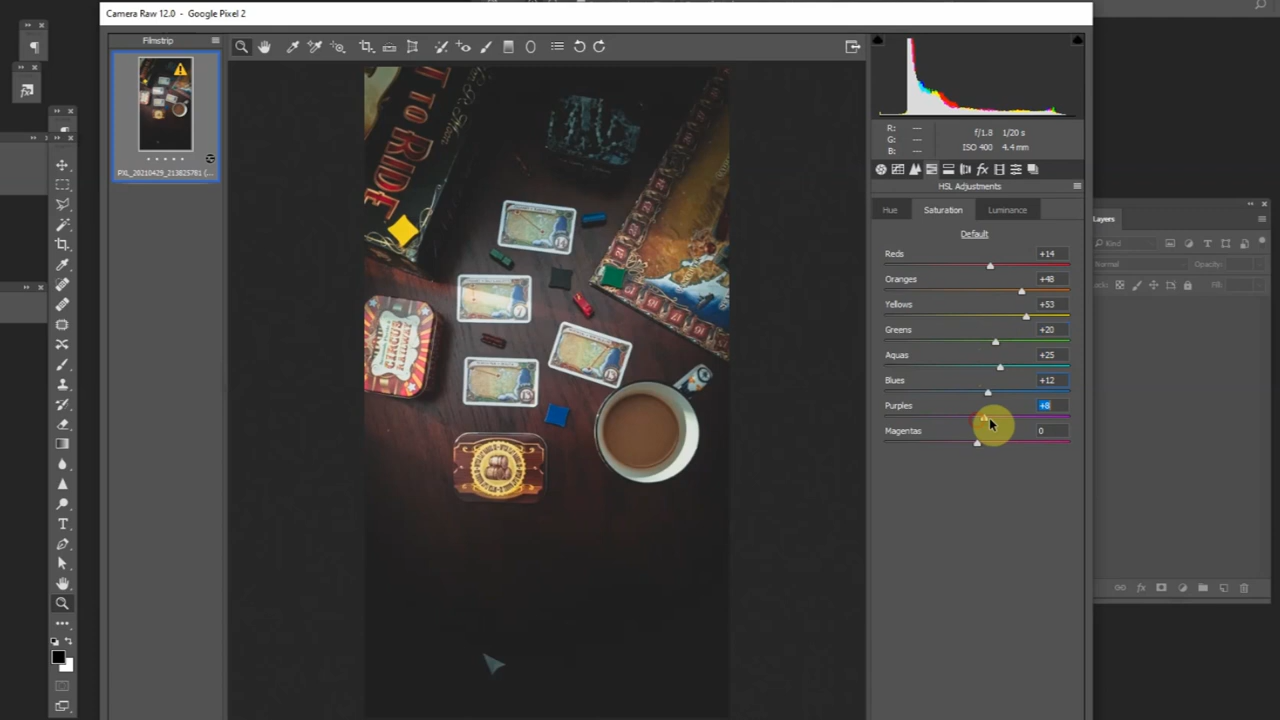 Camera Raw 12.0 - Google Pixel 2
Filmstrip
PXL_20210429_213825781 (...
T TO RIDE
CIRCUS
RAILWAY
R: ---
G: ---
B: ---
f/1.8 1/20 s
ISO 400 4.4 mm
HSL Adjustments
Hue Saturation Luminance
Default
Reds +14
Oranges +48
Yellows +53
Greens +20
Aquas +25
Blues +12
Purples +8
Magentas 0
Layers
Kind
Normal Opacity:
Fill: